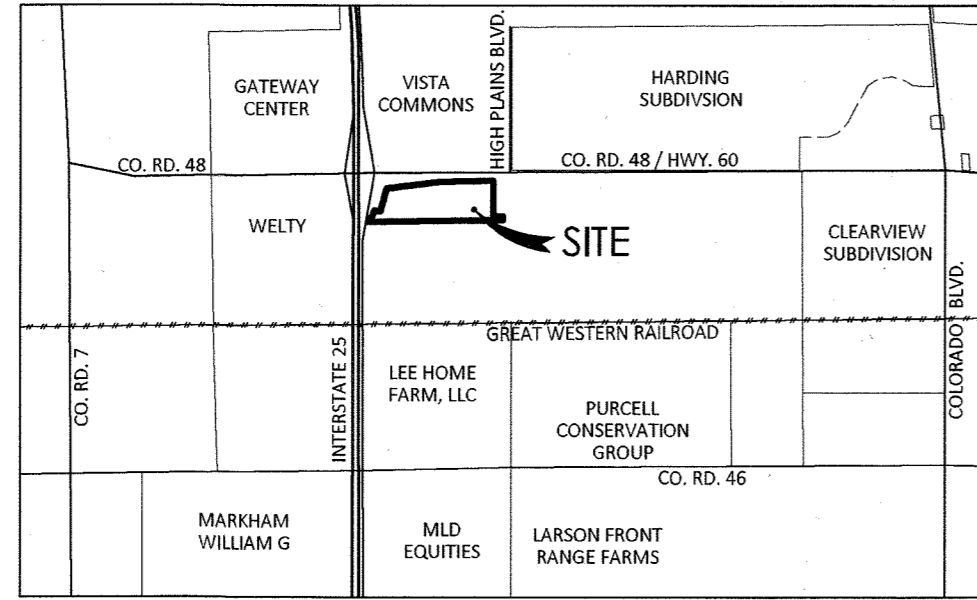 GATEWAY
CENTER
VISTA
COMMONS
HIGH PLAINS BLVD.
HARDING
SUBDIVSION
CO. RD. 48
CO. RD. 48 / HWY. 60
WELTY
SITE
CLEARVIEW
SUBDIVISION
GREAT WESTERN RAILROAD
CO. RD. 7
INTERSTATE 25
LEE HOME
FARM, LLC
PURCELL
CONSERVATION
GROUP
COLORADO BLVD.
CO. RD. 46
MARKHAM
WILLIAM G
MLD
EQUITIES
LARSON FRONT
RANGE FARMS